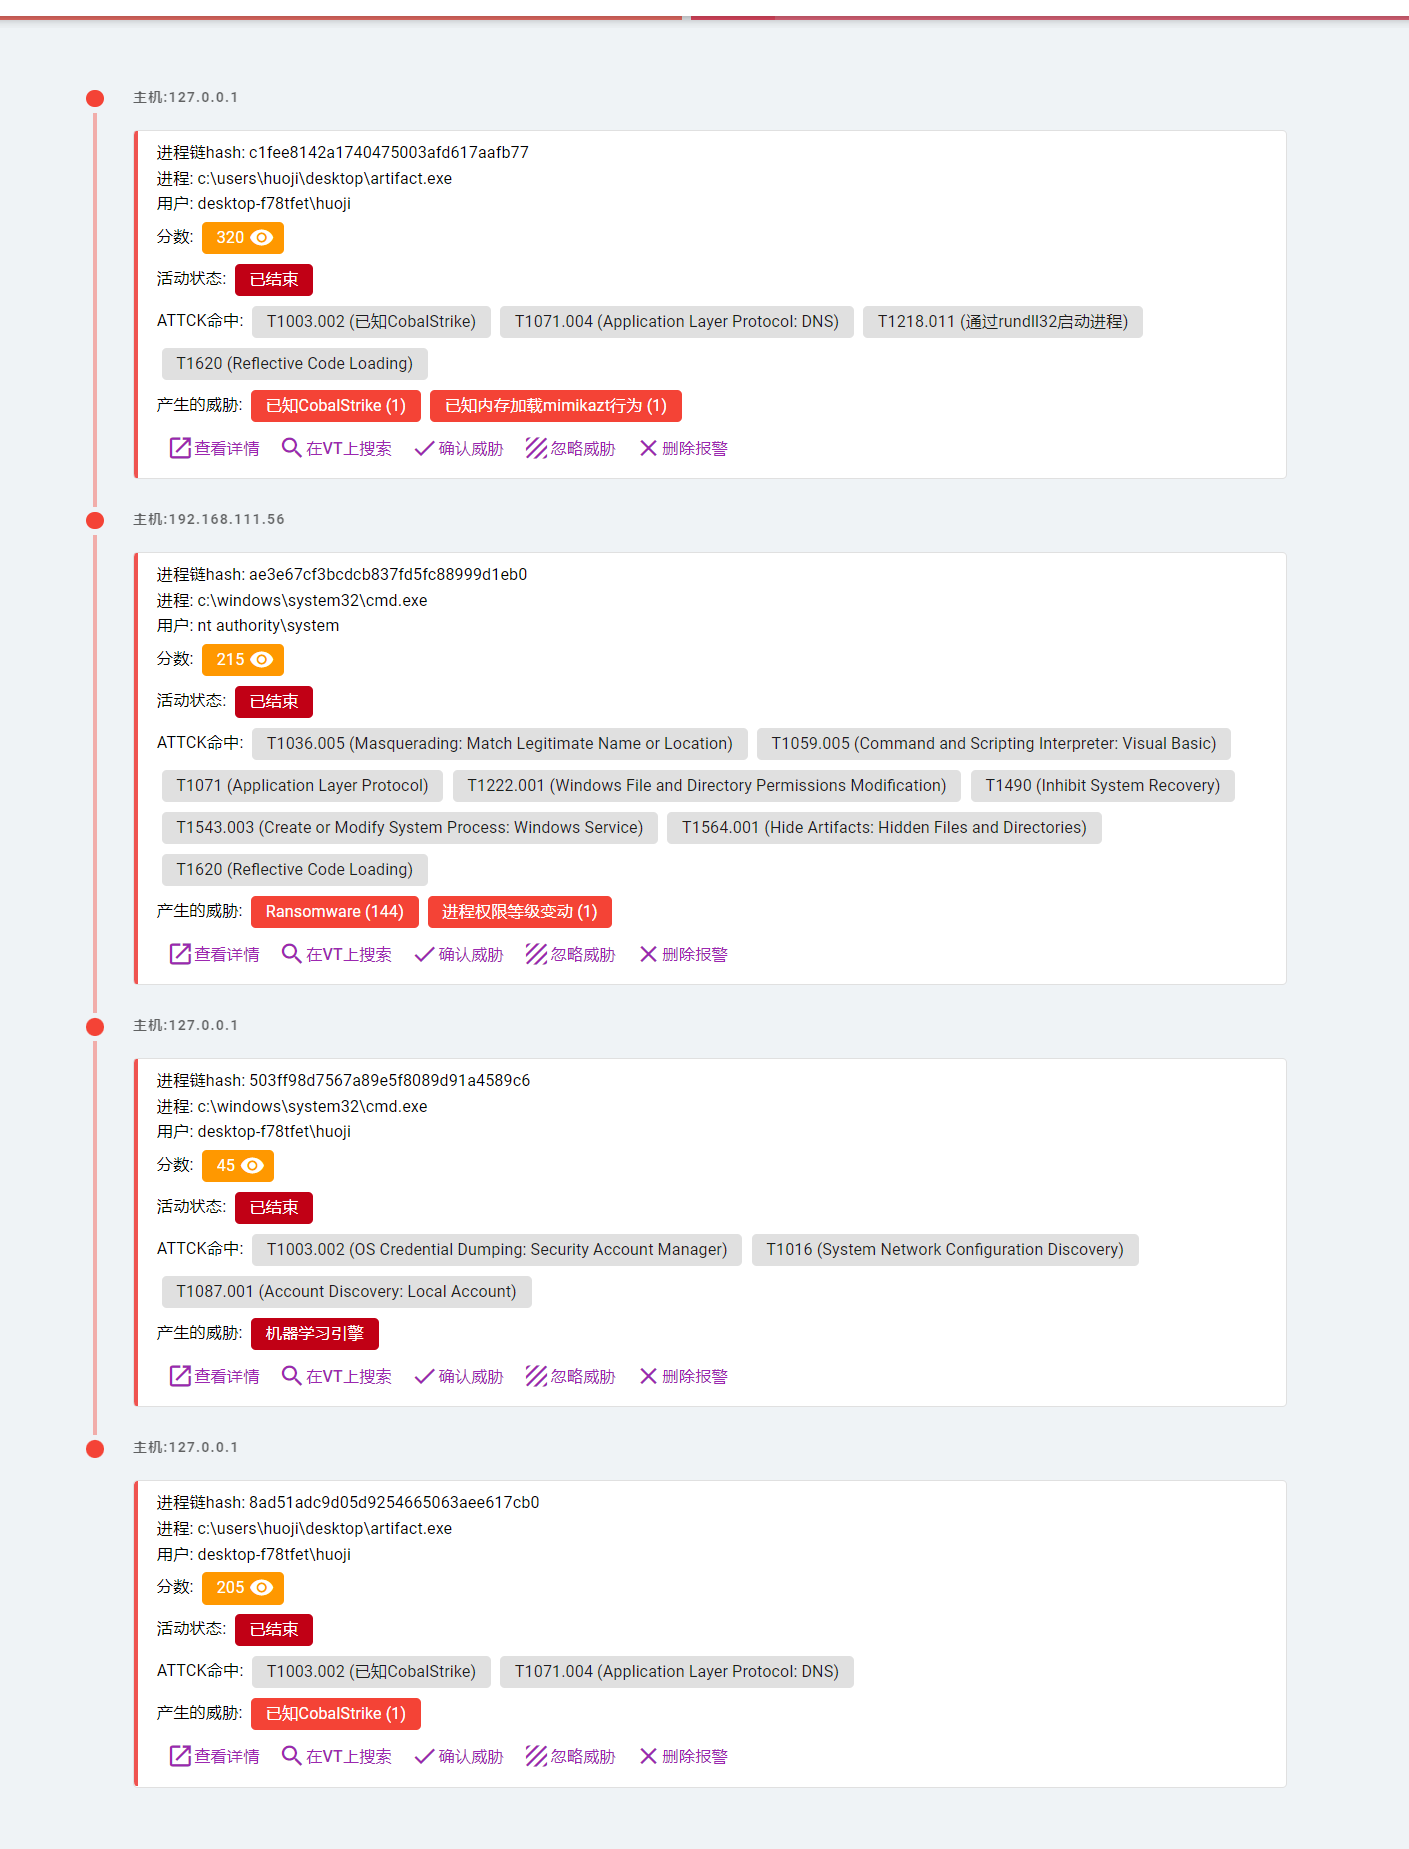 主机:127.0.0.1
进程链hash: c1fee8142a1740475003afd617aafb77
进程: c:\users\huoji\desktop\artifact.exe
用户: desktop-f78tfet\huoji
分数: 320
活动状态: 已结束
ATTCK命中: T1003.002 (已知CobalStrike) T1071.004 (Application Layer Protocol: DNS) T1218.011 (通过rundll32启动进程)
T1620 (Reflective Code Loading)
产生的威胁: 已知CobalStrike (1) 已知内存加载mimikazt行为 (1)
查看详情 在VT上搜索 确认威胁 忽略威胁 删除报警
主机:192.168.111.56
进程链hash: ae3e67cf3bcdcb837fd5fc88999d1eb0
进程: c:\windows\system32\cmd.exe
用户: nt authority\system
分数: 215
活动状态: 已结束
ATTCK命中: T1036.005 (Masquerading: Match Legitimate Name or Location) T1059.005 (Command and Scripting Interpreter: Visual Basic)
T1071 (Application Layer Protocol) T1222.001 (Windows File and Directory Permissions Modification) T1490 (Inhibit System Recovery)
T1543.003 (Create or Modify System Process: Windows Service) T1564.001 (Hide Artifacts: Hidden Files and Directories)
T1620 (Reflective Code Loading)
产生的威胁: Ransomware (144) 进程权限等级变动 (1)
查看详情 在VT上搜索 确认威胁 忽略威胁 删除报警
主机:127.0.0.1
进程链hash: 503ff98d7567a89e5f8089d91a4589c6
进程: c:\windows\system32\cmd.exe
用户: desktop-f78tfet\huoji
分数: 45
活动状态: 已结束
ATTCK命中: T1003.002 (OS Credential Dumping: Security Account Manager) T1016 (System Network Configuration Discovery)
T1087.001 (Account Discovery: Local Account)
产生的威胁: 机器学习引擎
查看详情 在VT上搜索 确认威胁 忽略威胁 删除报警
主机:127.0.0.1
进程链hash: 8ad51adc9d05d9254665063aee617cb0
进程: c:\users\huoji\desktop\artifact.exe
用户: desktop-f78tfet\huoji
分数: 205
活动状态: 已结束
ATTCK命中: T1003.002 (已知CobalStrike) T1071.004 (Application Layer Protocol: DNS)
产生的威胁: 已知CobalStrike (1)
查看详情 在VT上搜索 确认威胁 忽略威胁 删除报警